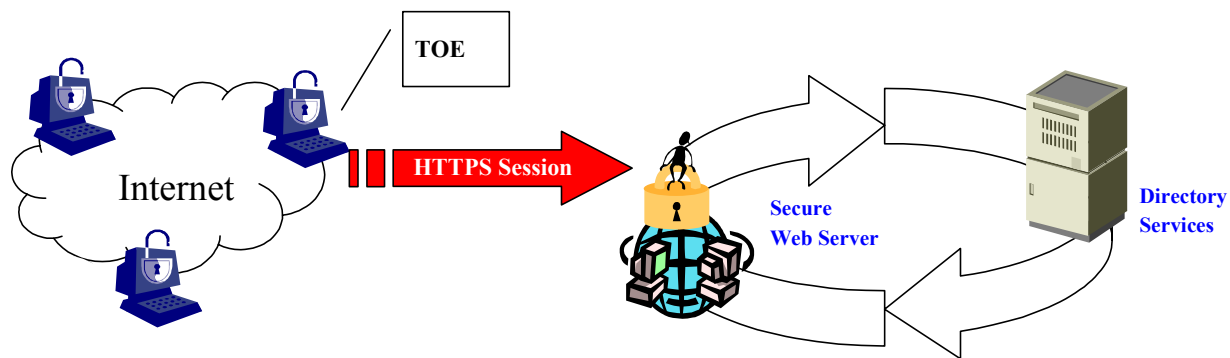 TOE
Internet
HTTPS Session
Secure
Web Server
Directory
Services